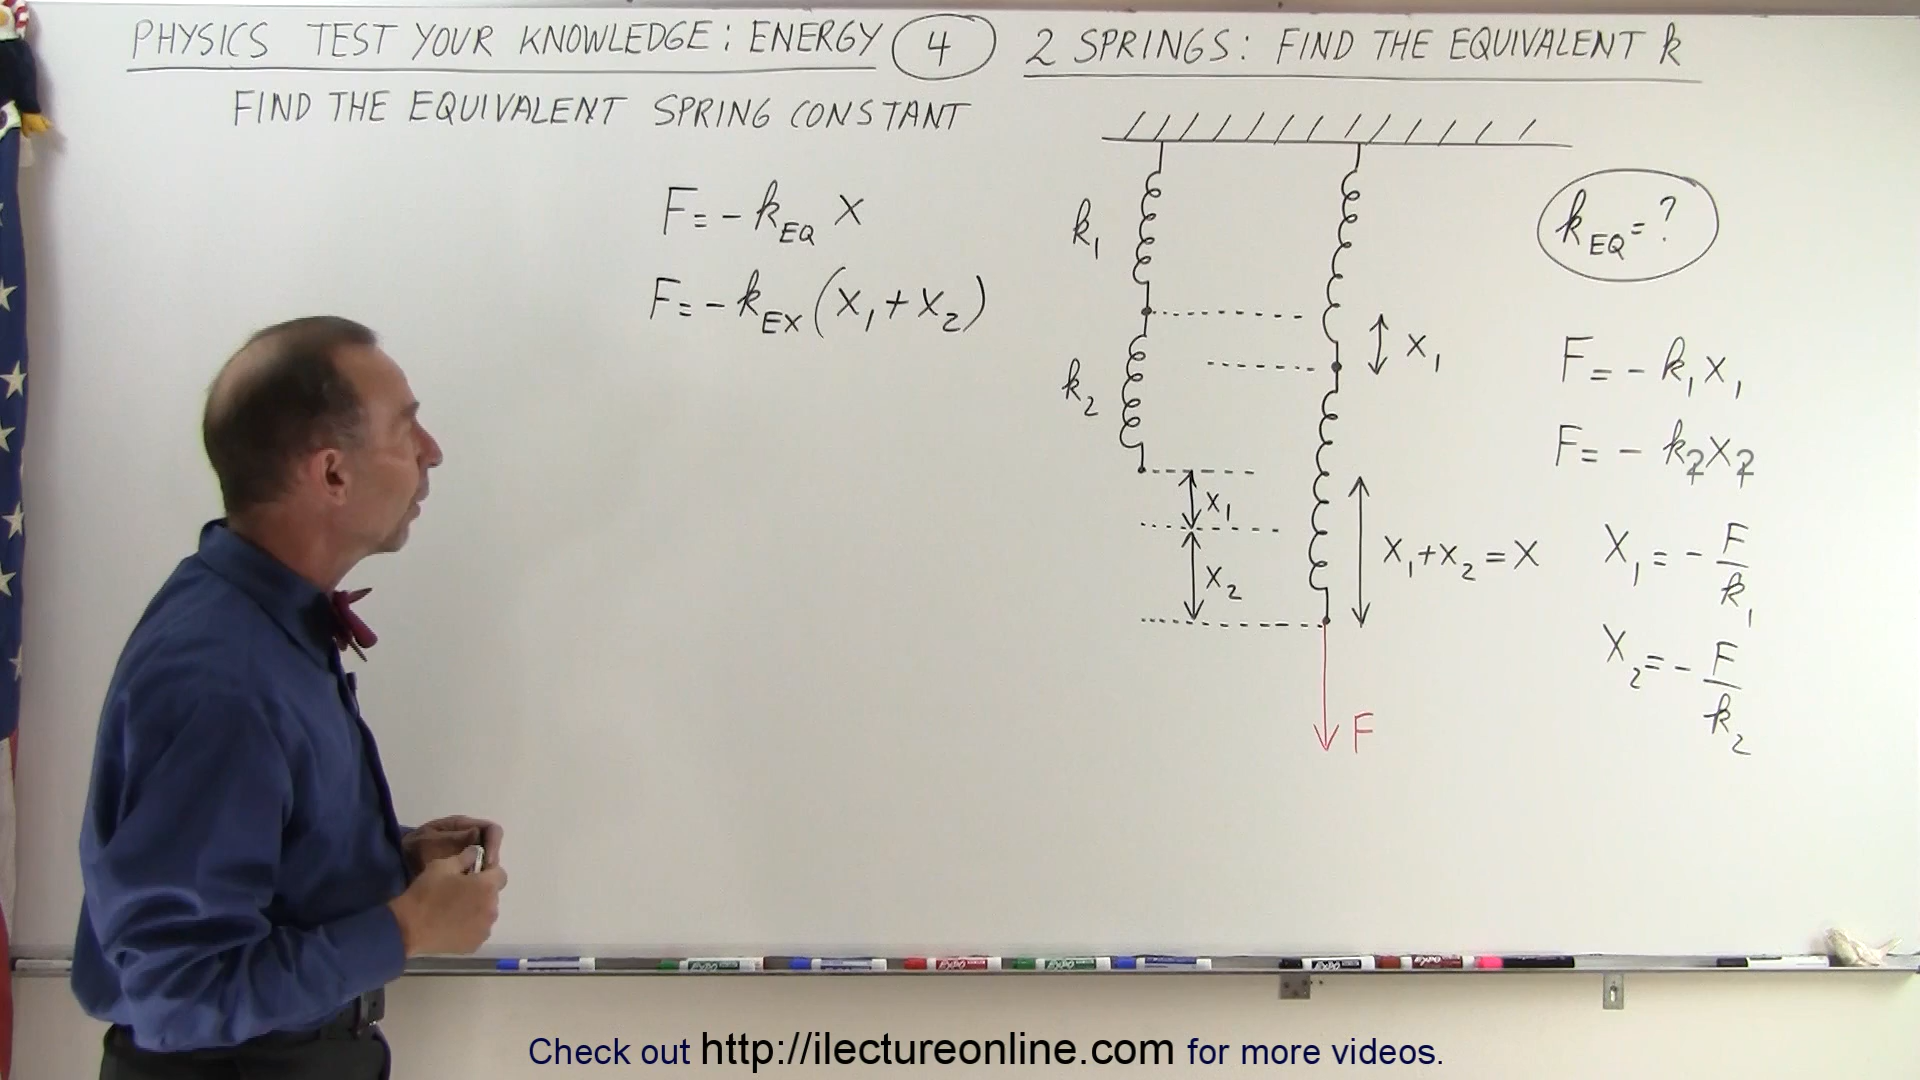 PHYSICS TEST YOUR KNOWLEDGE: ENERGY 4 2 SPRINGS: FIND THE EQUIVALENT k
FIND THE EQUIVALENT SPRING CONSTANT
F = - k_EQ x
F = - k_EX (x_1 + x_2)
k_1
k_2
x_1
x_2
x_1
x_1 + x_2 = x
F
k_EQ = ?
F = - k_1 x_1
F = - k_2 x_2
x_1 = - F/k_1
x_2 = - F/k_2
Check out http://ilectureonline.com for more videos.